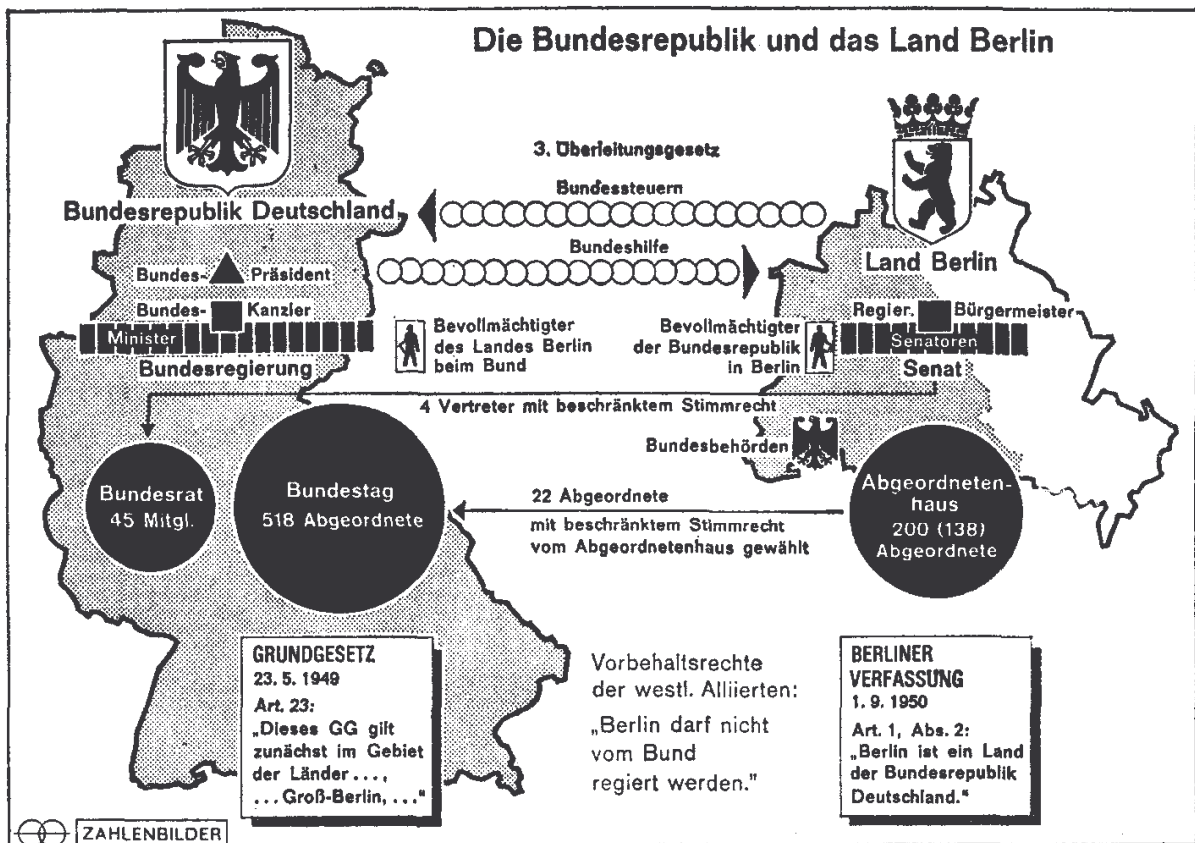 Die Bundesrepublik und das Land Berlin
3. Überleitungsgesetz
Bundessteuern
Bundesrepublik Deutschland
Bundeshilfe
Land Berlin
Bundes- Präsident
Bundes- Kanzler
Minister
Bundesregierung
Bevollmächtigter
des Landes Berlin
beim Bund
Bevollmächtigter
der Bundesrepublik
in Berlin
Regier. Bürgermeister
Senatoren
Senat
4 Vertreter mit beschränktem Stimmrecht
Bundesbehörden
Bundesrat
45 Mitgl.
Bundestag
518 Abgeordnete
22 Abgeordnete
mit beschränktem Stimmrecht
vom Abgeordnetenhaus gewählt
Abgeordneten-
haus
200 (138)
Abgeordnete
GRUNDGESETZ
23. 5. 1949
Art. 23:
„Dieses GG gilt
zunächst im Gebiet
der Länder ...,
... Groß-Berlin, ..."
Vorbehaltsrechte
der westl. Alliierten:
„Berlin darf nicht
vom Bund
regiert werden."
BERLINER
VERFASSUNG
1. 9. 1950
Art. 1, Abs. 2:
„Berlin ist ein Land
der Bundesrepublik
Deutschland."
ZAHLENBILDER